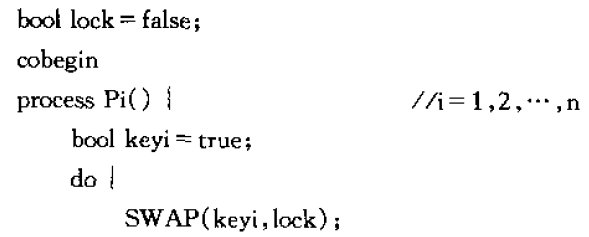 bool lock = false;
cobegin
process Pi() { //i=1,2,…,n
bool keyi = true;
do {
SWAP(keyi,lock);